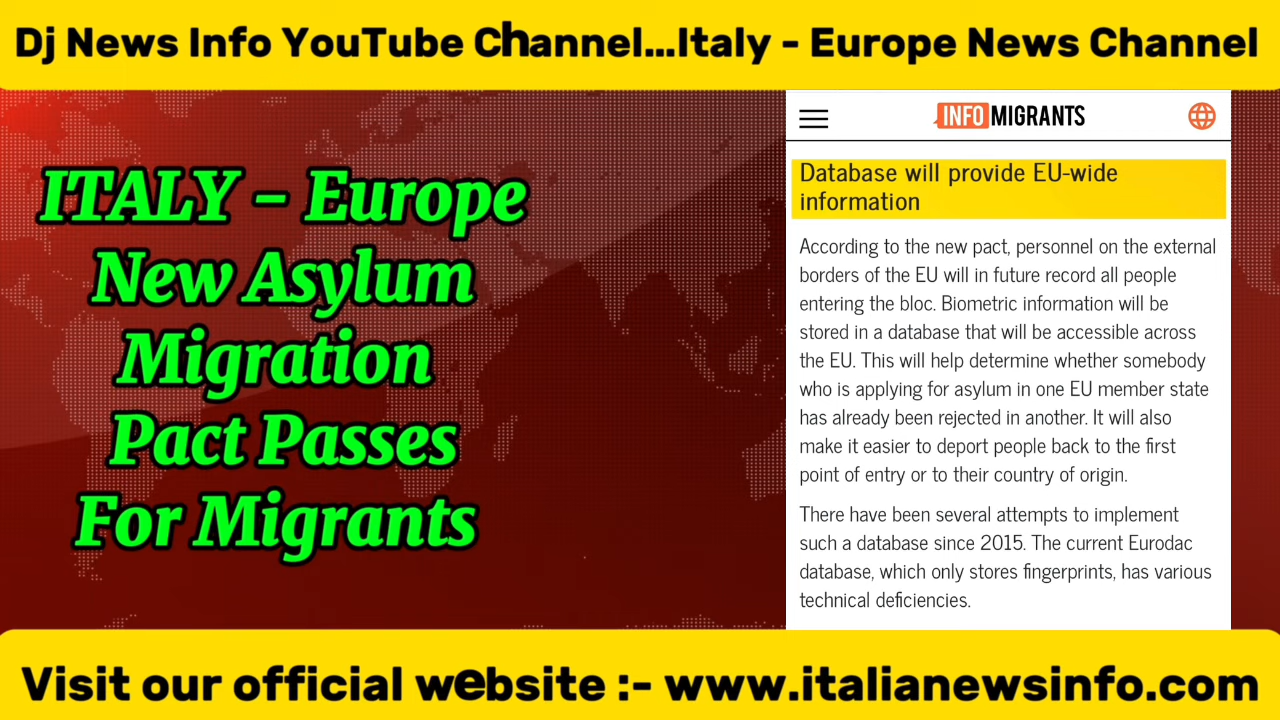 Dj News Info YouTube Channel...Italy - Europe News Channel
ITALY - Europe
New Asylum
Migration
Pact Passes
For Migrants
INFOMIGRANTS
Database will provide EU-wide
information
According to the new pact, personnel on the external
borders of the EU will in future record all people
entering the bloc. Biometric information will be
stored in a database that will be accessible across
the EU. This will help determine whether somebody
who is applying for asylum in one EU member state
has already been rejected in another. It will also
make it easier to deport people back to the first
point of entry or to their country of origin.
There have been several attempts to implement
such a database since 2015. The current Eurodac
database, which only stores fingerprints, has various
technical deficiencies.
Visit our official website :- www.italianewsinfo.com